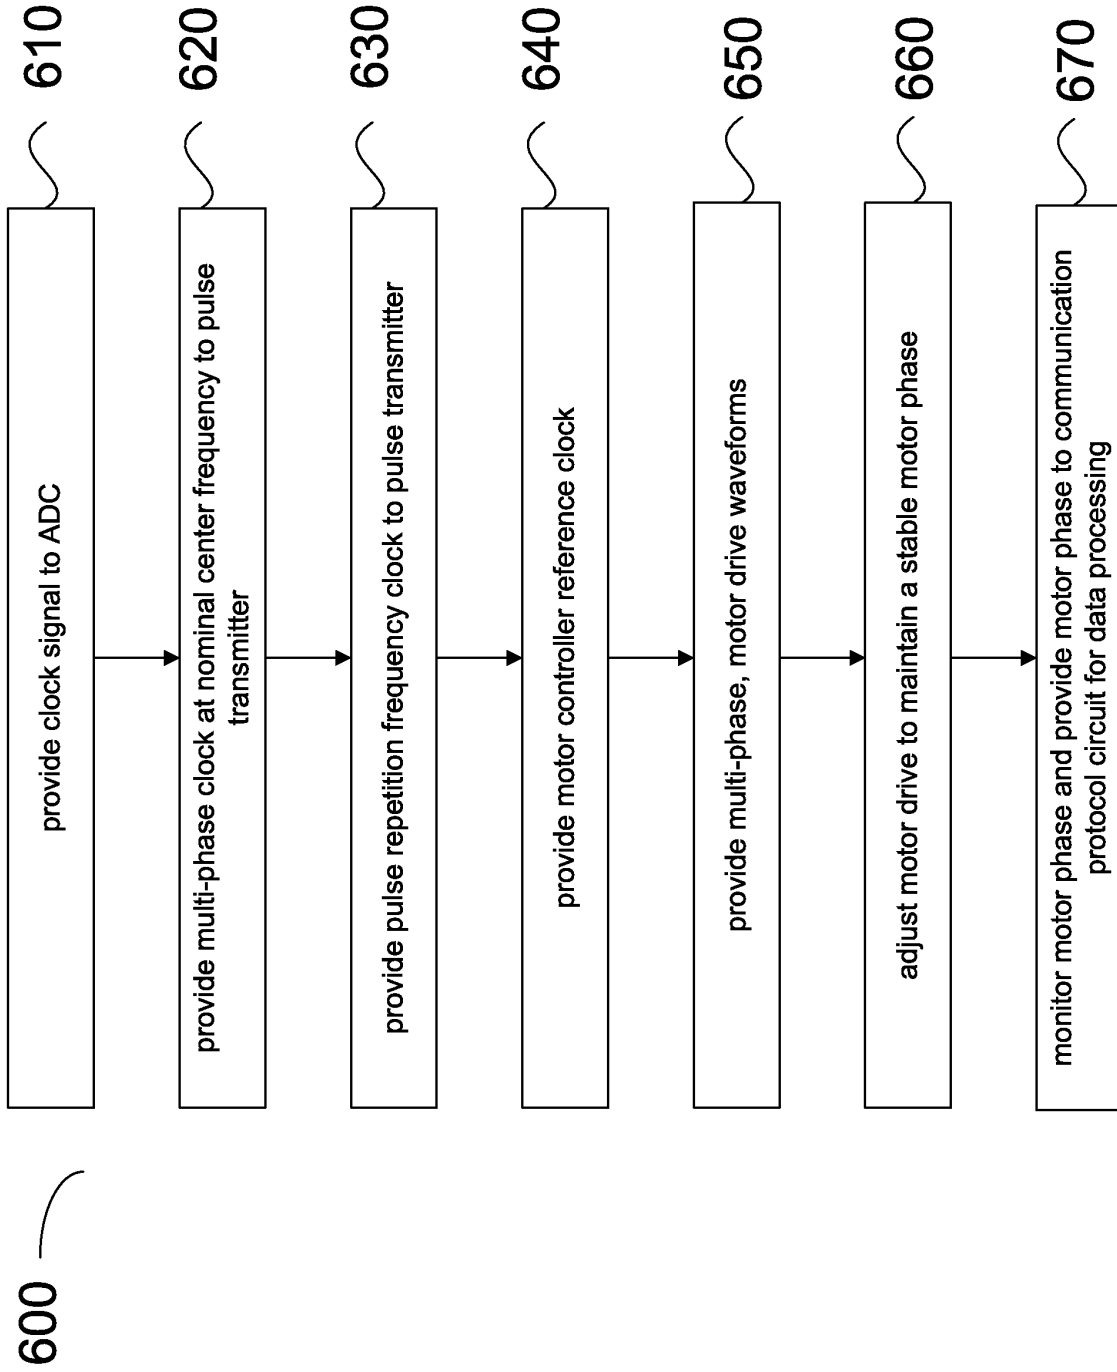 600
provide clock signal to ADC
610
provide multi-phase clock at nominal center frequency to pulse
transmitter
620
provide pulse repetition frequency clock to pulse transmitter
630
provide motor controller reference clock
640
provide multi-phase, motor drive waveforms
650
adjust motor drive to maintain a stable motor phase
660
monitor motor phase and provide motor phase to communication
protocol circuit for data processing
670